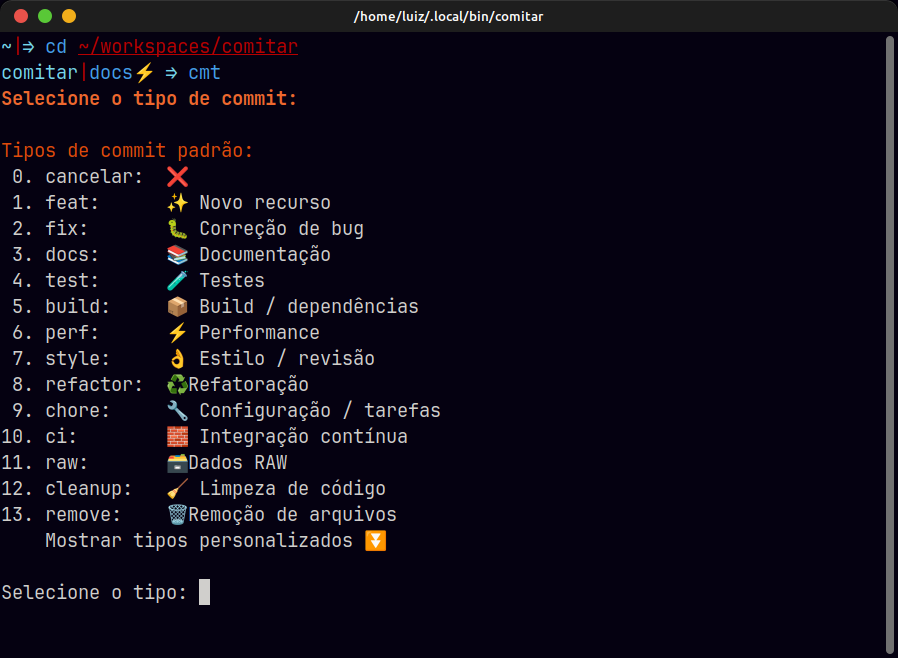 /home/luiz/.local/bin/comitar
~|⇒ cd ~/workspaces/comitar
comitar|docs⚡ ⇒ cmt
Selecione o tipo de commit:
Tipos de commit padrão:
0. cancelar: ❌
1. feat: ✨ Novo recurso
2. fix: 🐛 Correção de bug
3. docs: 📚 Documentação
4. test: 🧪 Testes
5. build: 📦 Build / dependências
6. perf: ⚡ Performance
7. style: 👌 Estilo / revisão
8. refactor: ♻️Refatoração
9. chore: 🔧 Configuração / tarefas
10. ci: 🧱 Integração contínua
11. raw: 🗃️Dados RAW
12. cleanup: 🧹 Limpeza de código
13. remove: 🗑️Remoção de arquivos
Mostrar tipos personalizados ⏬
Selecione o tipo: